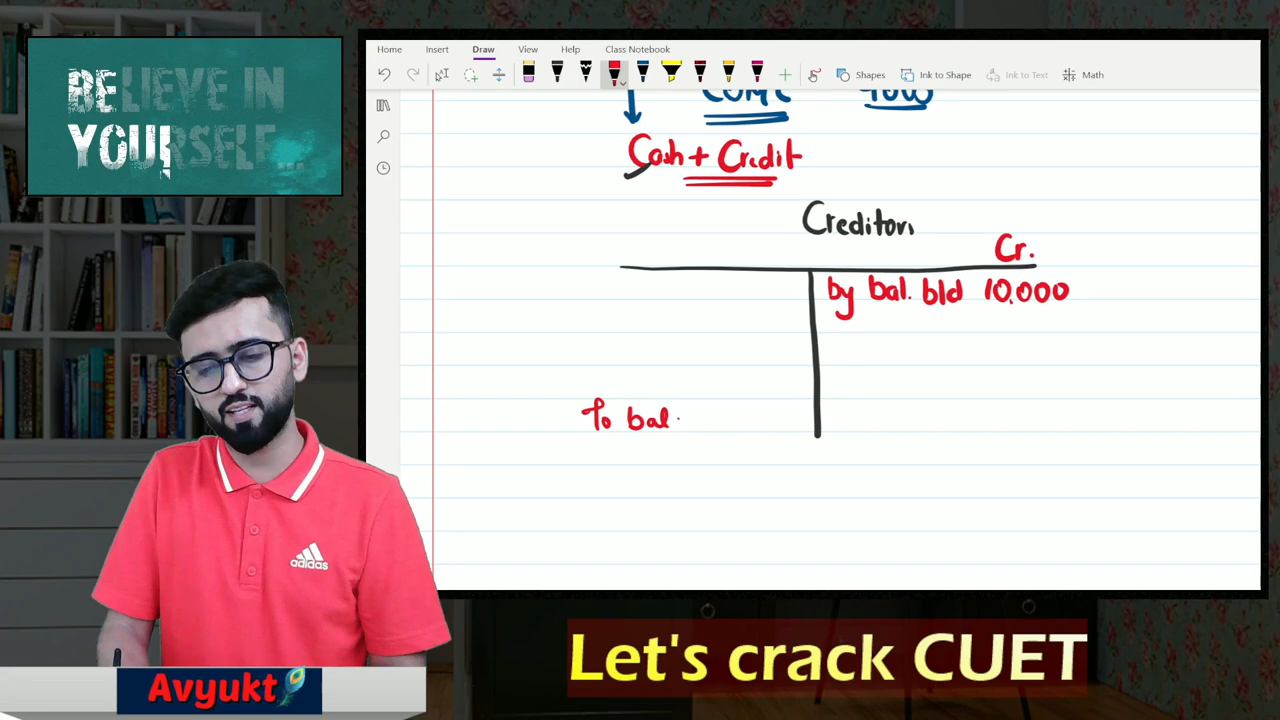 BELIEVE IN
YOURSELF...
Home Insert Draw View Help Class Notebook
Shapes Ink to Shape Ink to Text Math
Cash + Credit
Creditors
Cr.
by bal. b/d 10,000
To bal.
adidas
Let's crack CUET
Avyukt